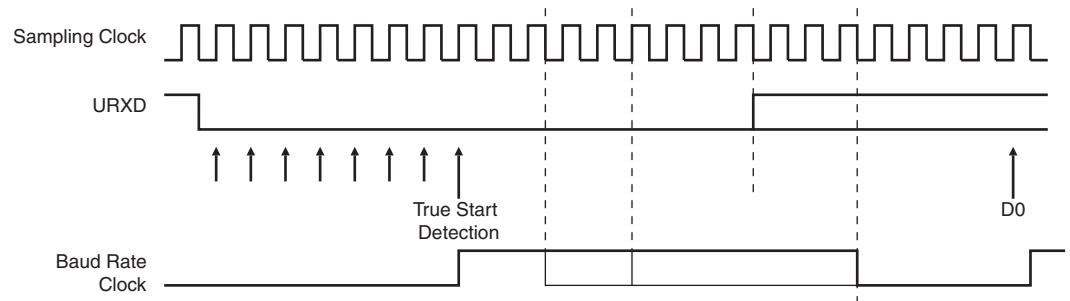 Sampling Clock
URXD
True Start
Detection
D0
Baud Rate
Clock